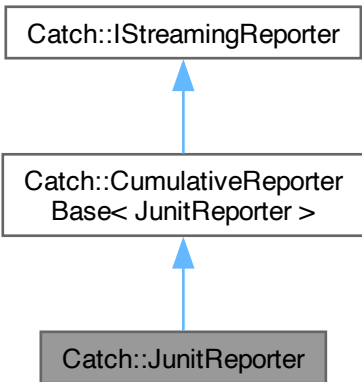 Catch::IStreamingReporter
Catch::CumulativeReporter
Base< JunitReporter >
Catch::JunitReporter